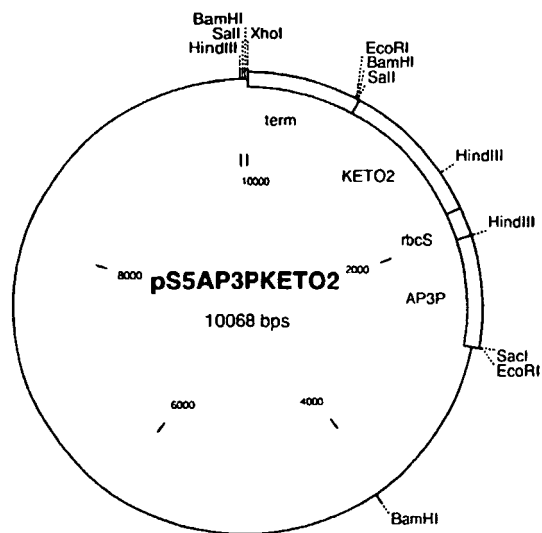 BamHI
SalI XhoI
HindIII
EcoRI
BamHI
SalI
term
HindIII
KETO2
10000
HindIII
rbcS
2000
8000
pS5AP3PKETO2
AP3P
10068 bps
SacI
EcoRI
6000
4000
BamHI